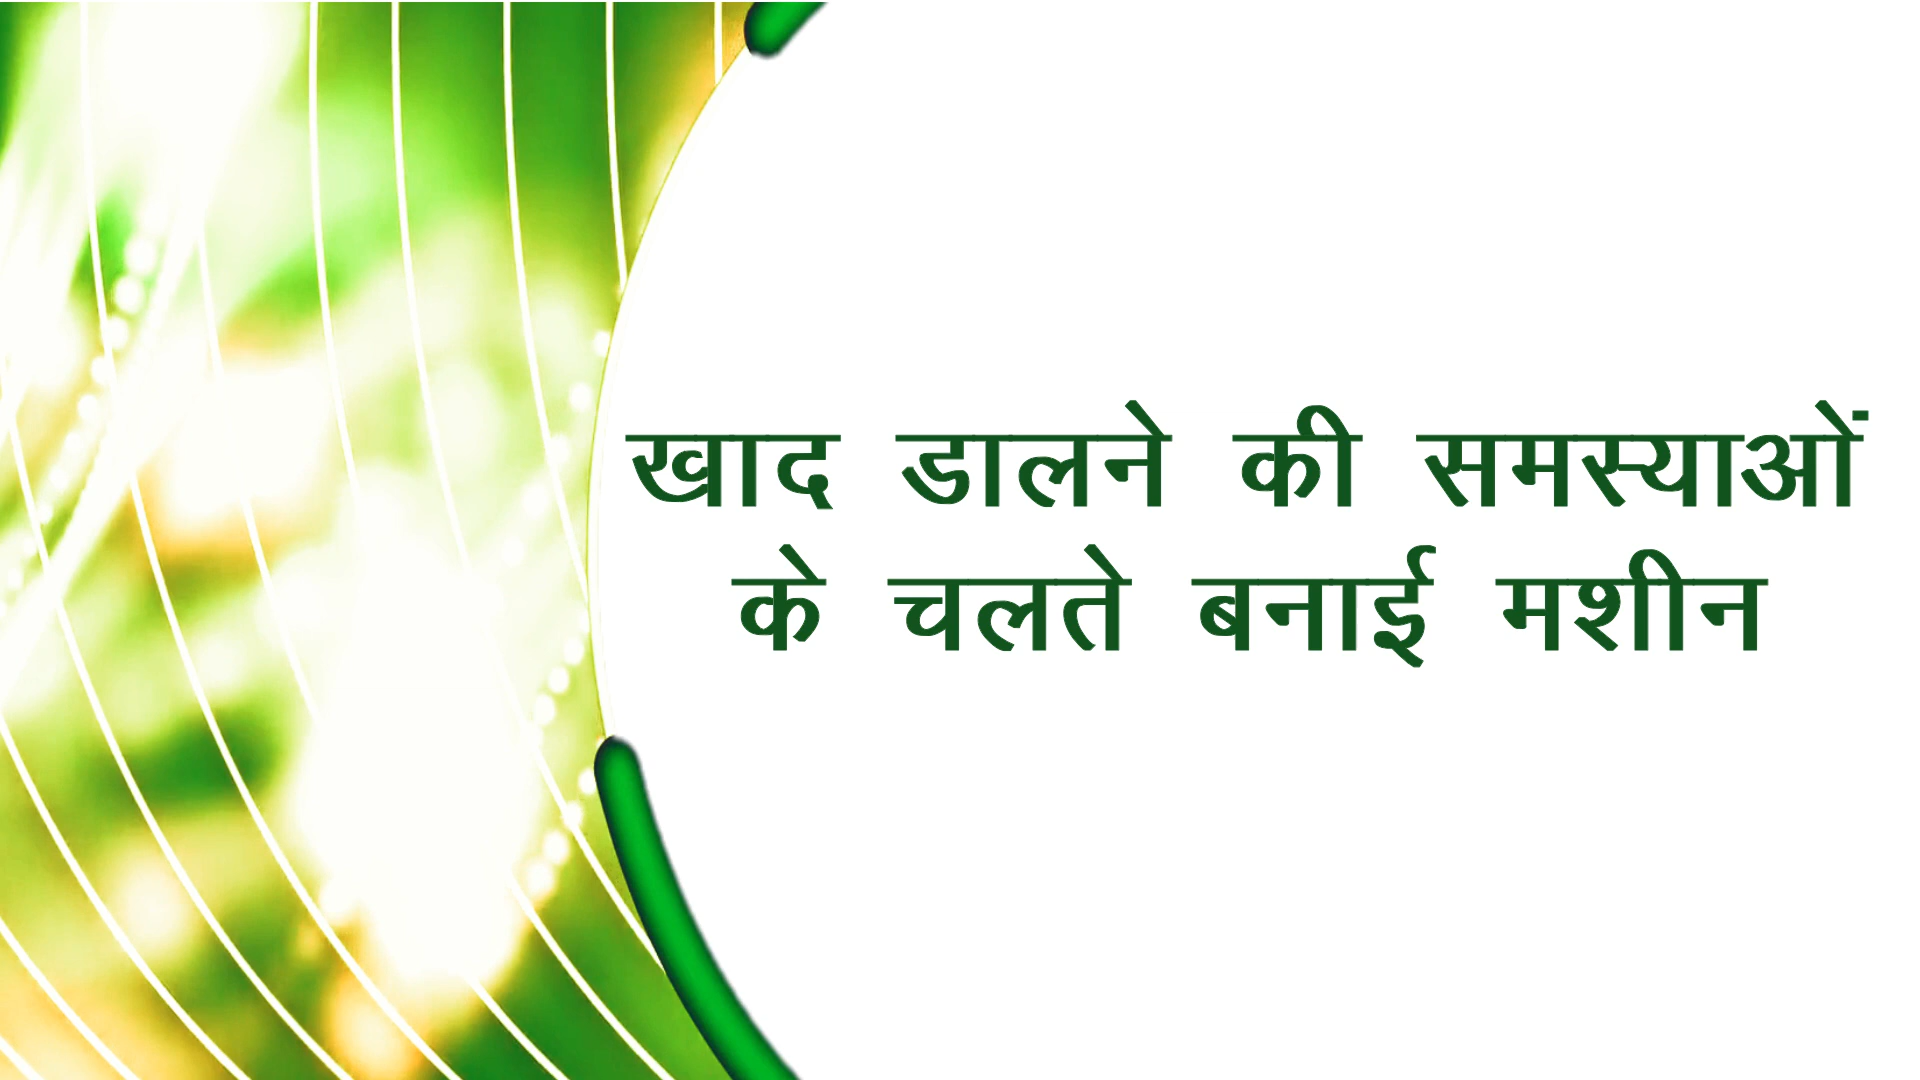 खाद डालने की समस्याओं
के चलते बनाई मशीन